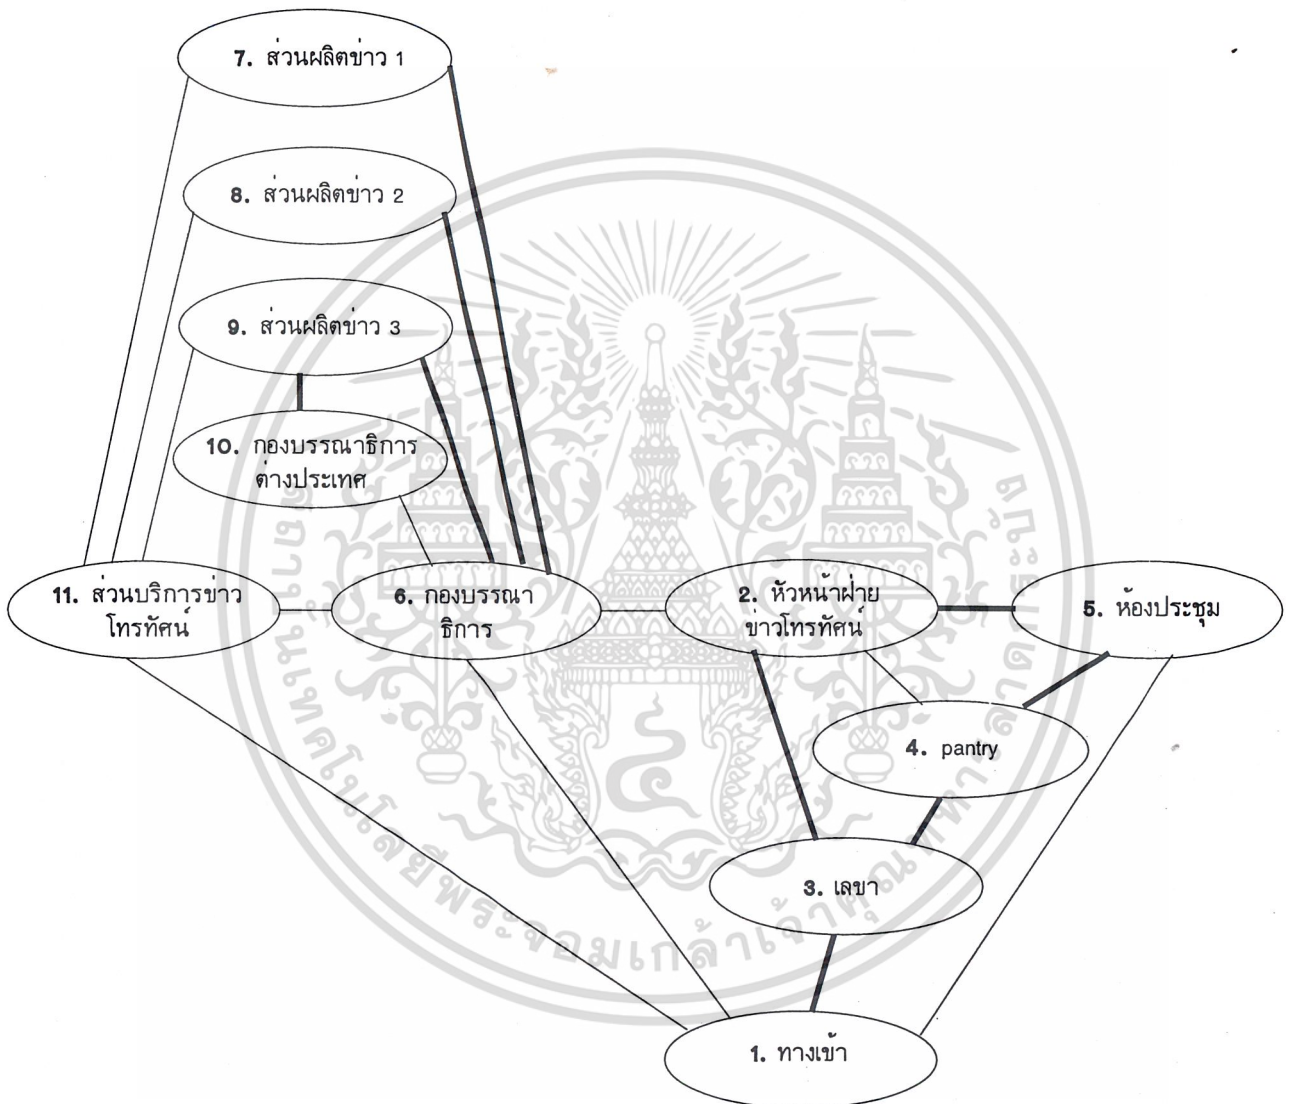 7. ส่วนผลิตข่าว 1
8. ส่วนผลิตข่าว 2
9. ส่วนผลิตข่าว 3
10. กองบรรณาธิการ
ต่างประเทศ
11. ส่วนบริการข่าว
โทรทัศน์
6. กองบรรณา
ธิการ
2. หัวหน้าฝ่าย
ข่าวโทรทัศน์
5. ห้องประชุม
4. pantry
3. เลขา
1. ทางเข้า